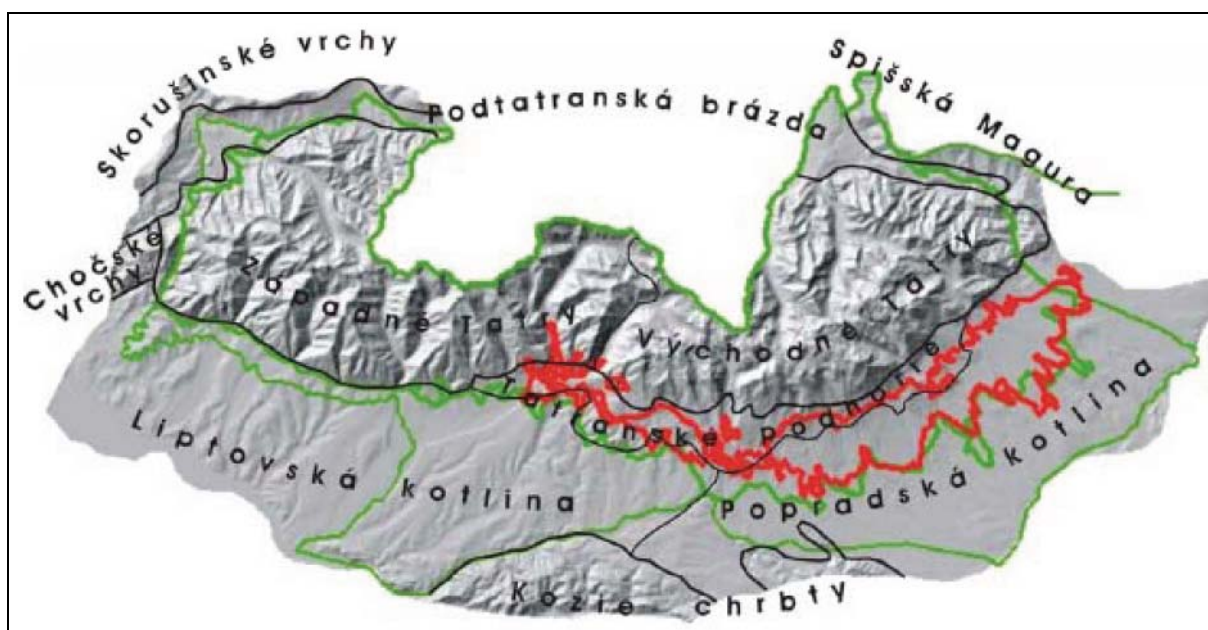 Skorušinské vrchy
Podtatranská brázda
Spišská Magura
Chočské
vrchy
Západné Tatry
Východné Tatry
Tatranské podhorie
Liptovská kotlina
Popradská kotlina
Kozie chrbty